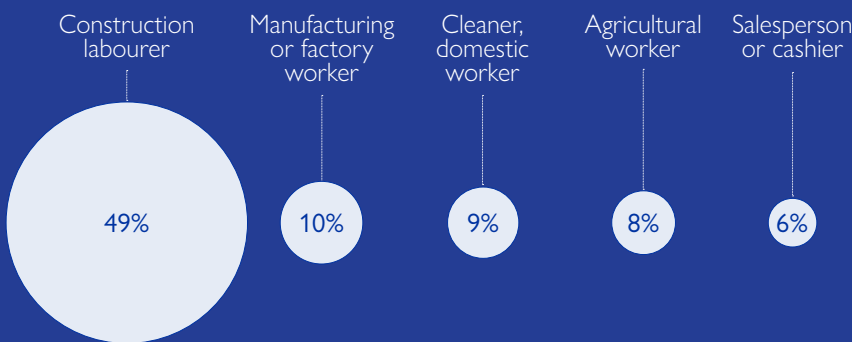 Construction
labourer
Manufacturing
or factory
worker
Cleaner,
domestic
worker
Agricultural
worker
Salesperson
or cashier
49%
10%
9%
8%
6%